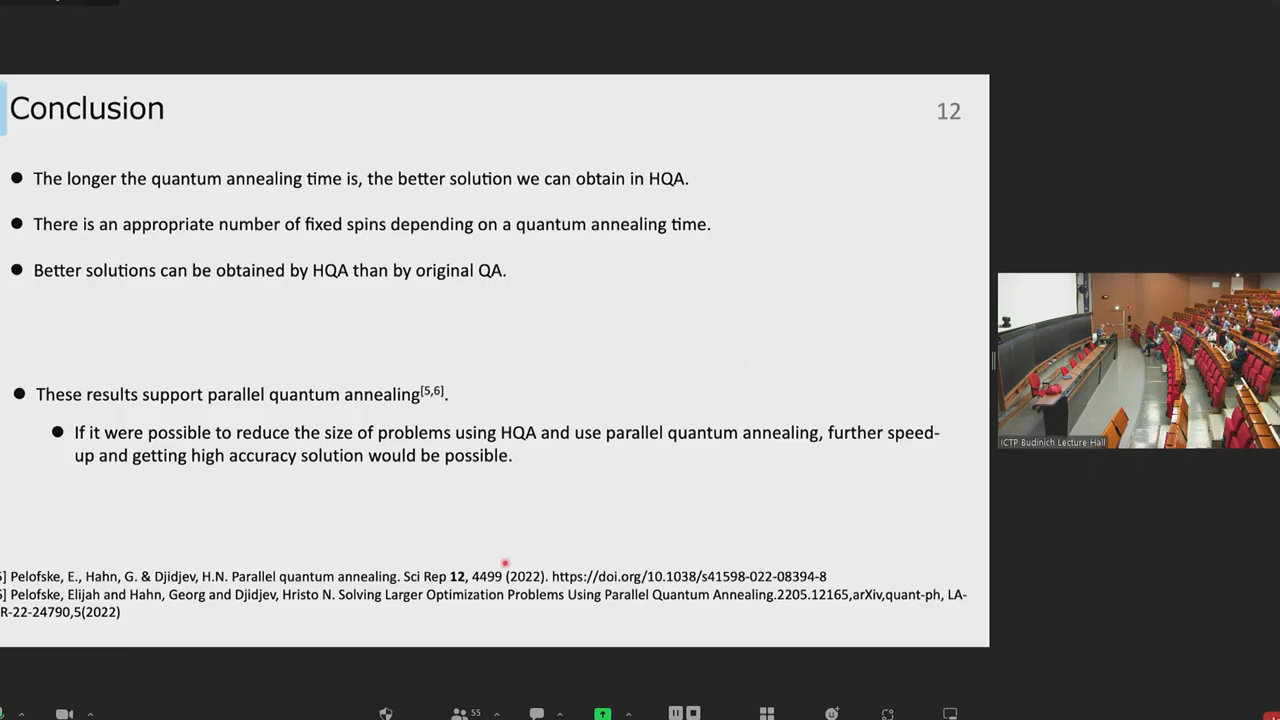 Conclusion
12
● The longer the quantum annealing time is, the better solution we can obtain in HQA.
● There is an appropriate number of fixed spins depending on a quantum annealing time.
● Better solutions can be obtained by HQA than by original QA.
● These results support parallel quantum annealing[5,6].
● If it were possible to reduce the size of problems using HQA and use parallel quantum annealing, further speed-
up and getting high accuracy solution would be possible.
ICTP Budinich Lecture Hall
] Pelofske, E., Hahn, G. & Djidjev, H.N. Parallel quantum annealing. Sci Rep 12, 4499 (2022). https://doi.org/10.1038/s41598-022-08394-8
] Pelofske, Elijah and Hahn, Georg and Djidjev, Hristo N. Solving Larger Optimization Problems Using Parallel Quantum Annealing.2205.12165,arXiv,quant-ph, LA-
R-22-24790,5(2022)
55